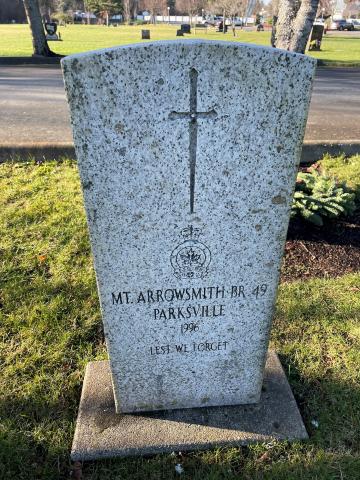 MT. ARROWSMITH BR 49
PARKSVILLE
1996
LEST WE FORGET